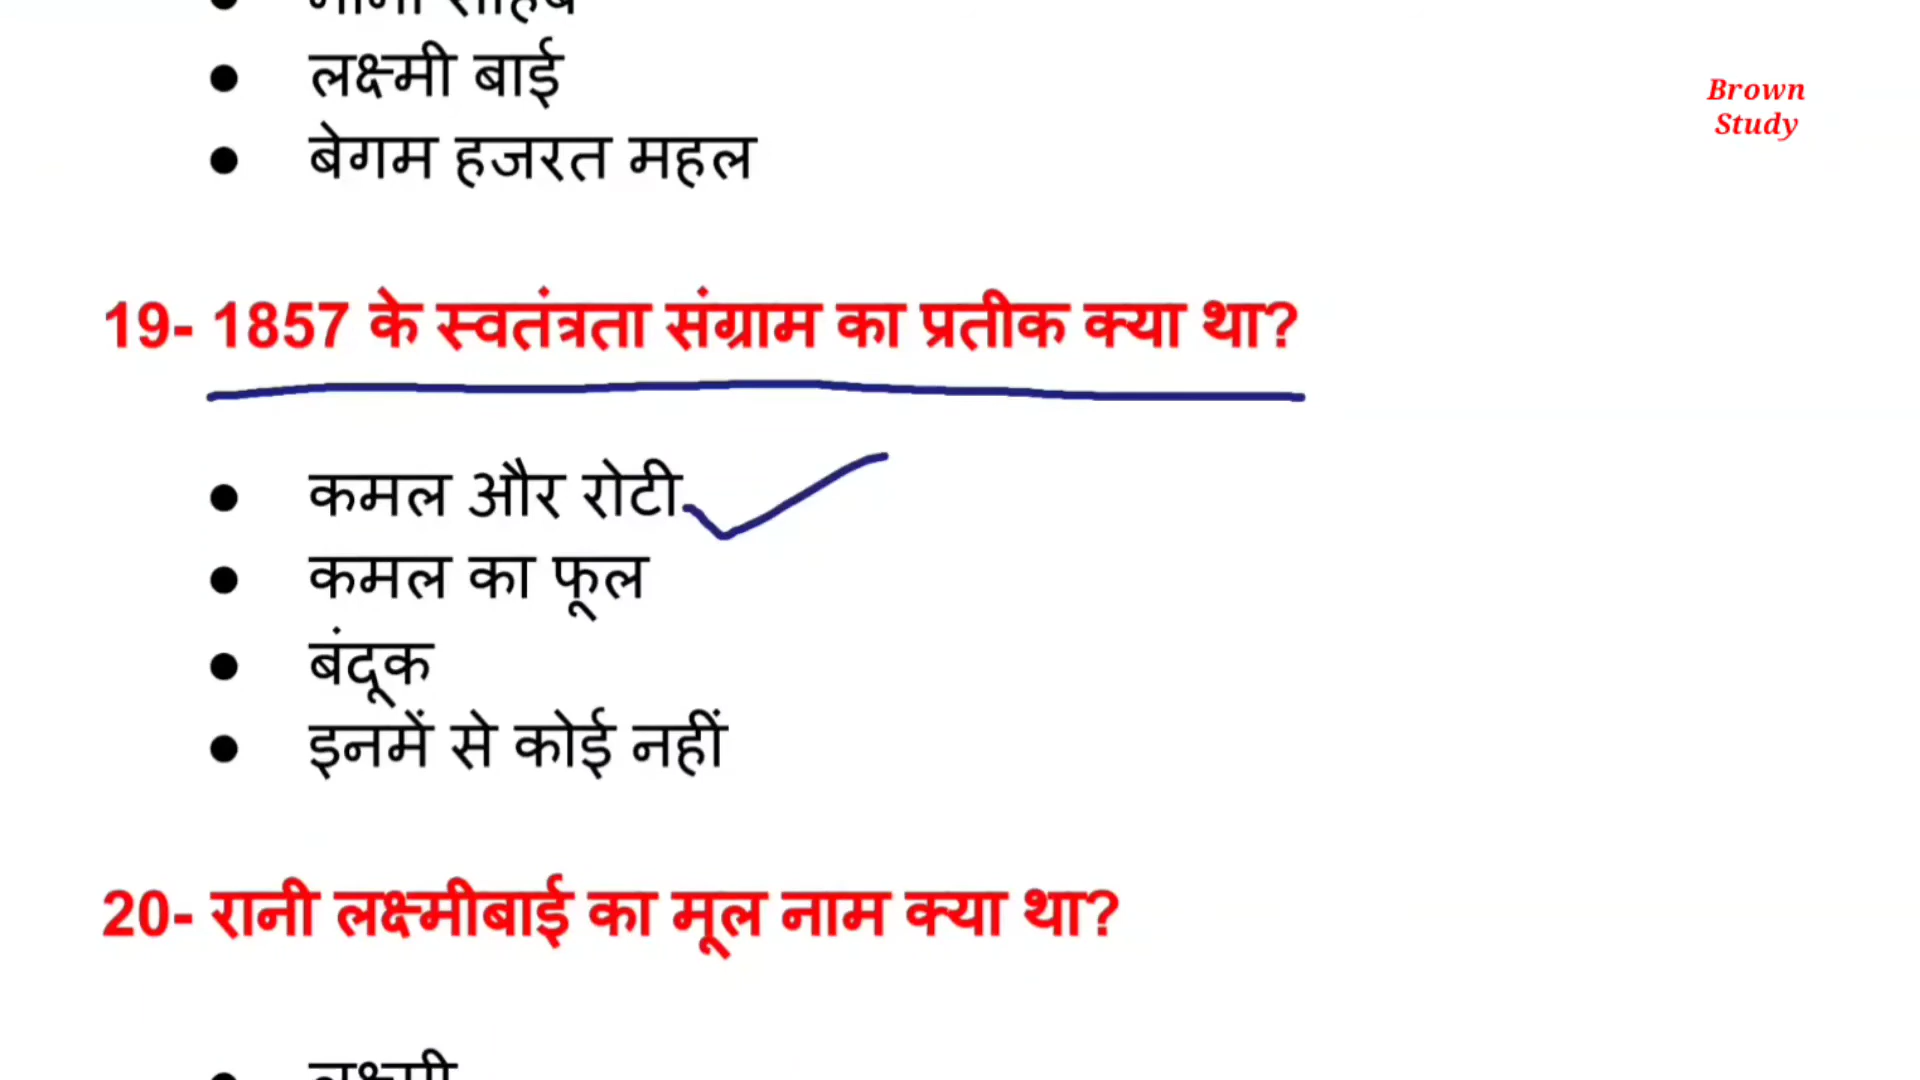 लक्ष्मी बाई
बेगम हजरत महल
Brown
Study
19- 1857 के स्वतंत्रता संग्राम का प्रतीक क्या था?
कमल और रोटी
कमल का फूल
बंदूक
इनमें से कोई नहीं
20- रानी लक्ष्मीबाई का मूल नाम क्या था?